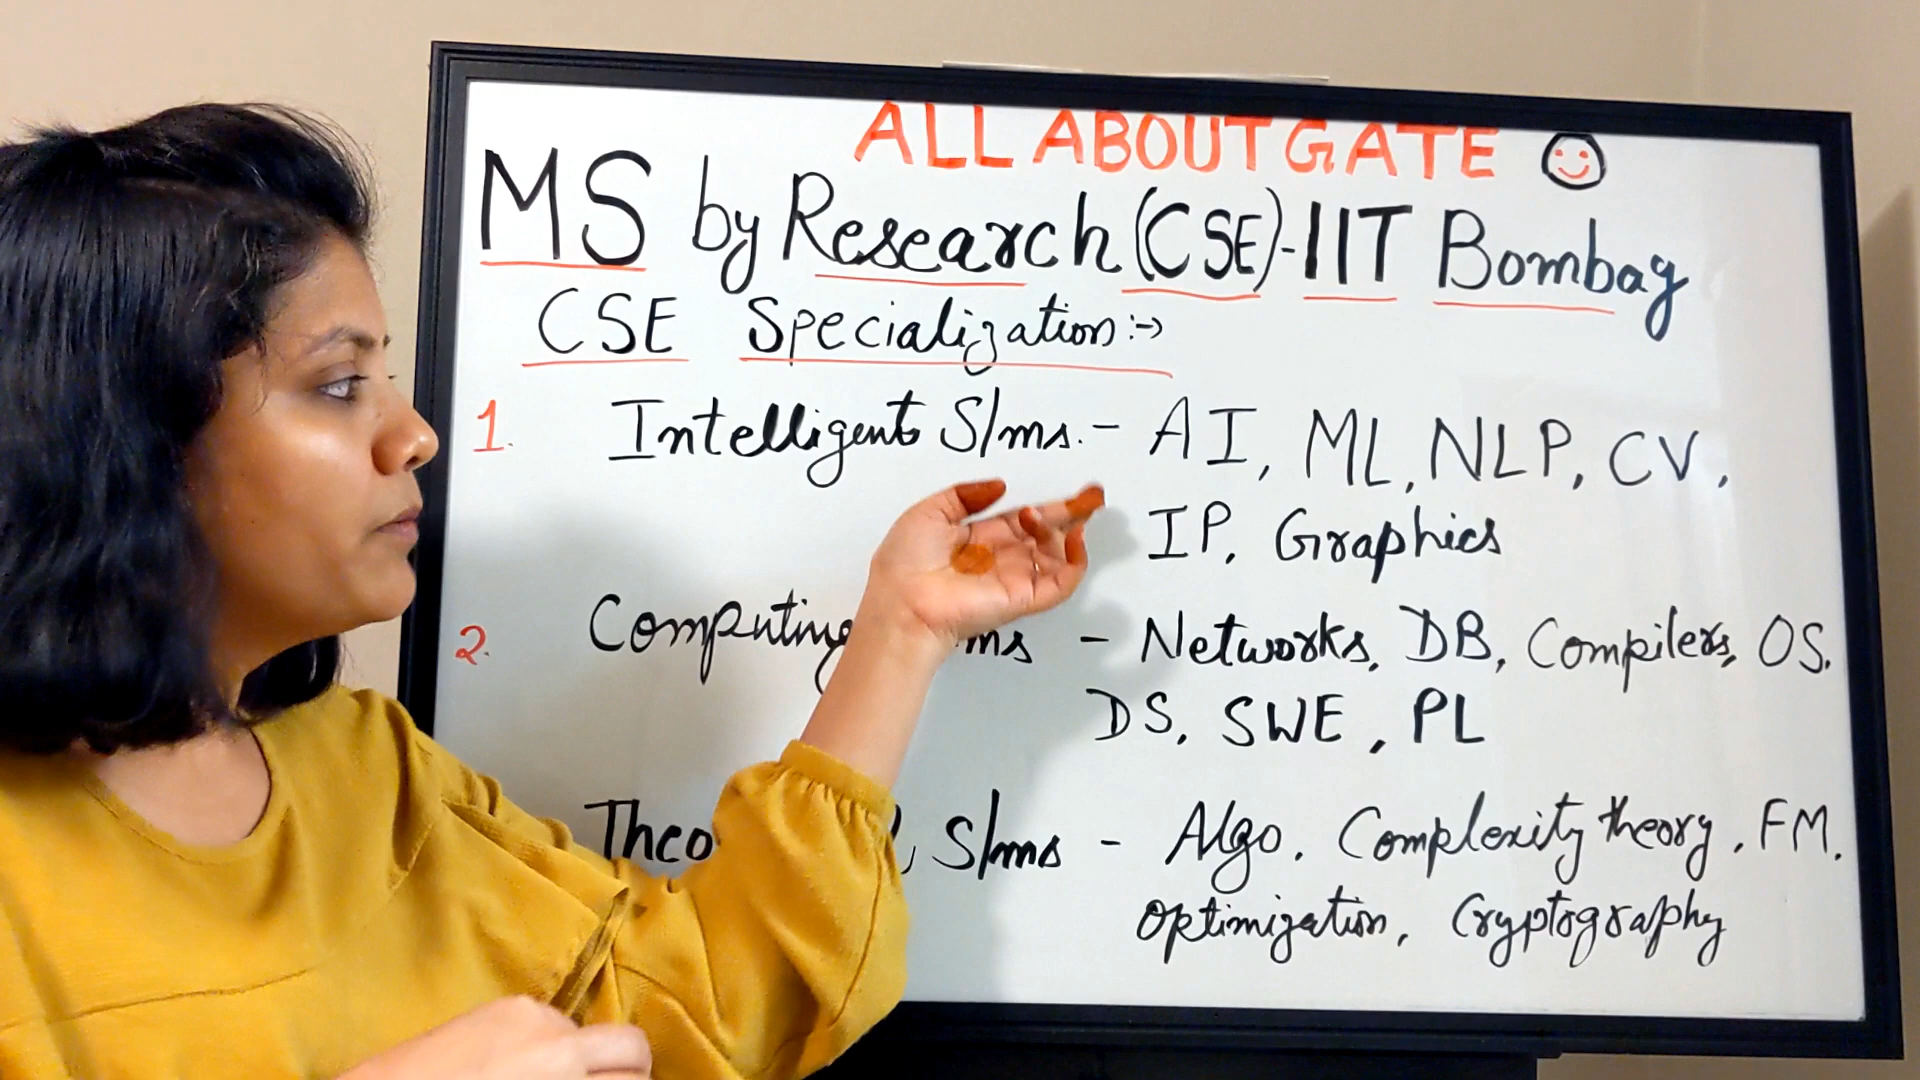 ALL ABOUT GATE
MS by Research (CSE)-IIT Bombay
CSE Specialization:→
1. Intelligent S/ms. - AI, ML, NLP, CV,
IP, Graphics
2. Computing - Networks, DB, Compilers, OS.
DS, SWE, PL
S/ms - Algo. Complexity theory, FM.
Optimization, Cryptography